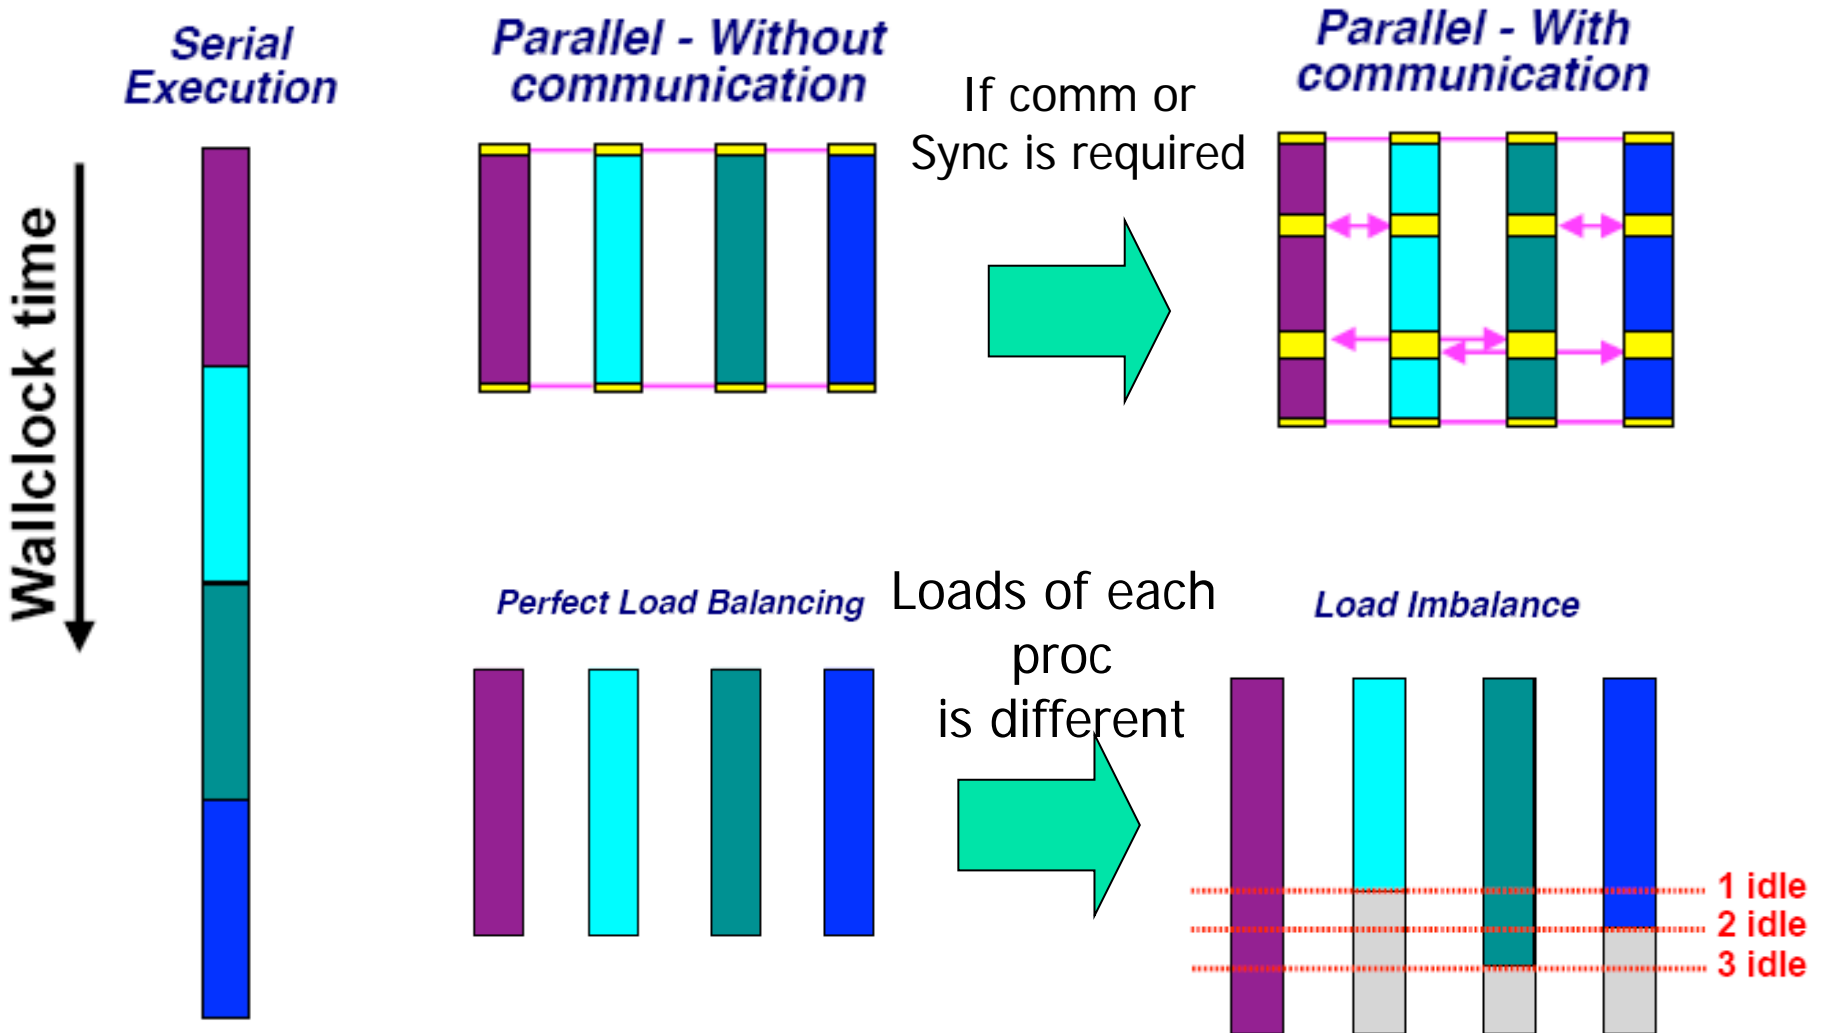 Serial
Execution
Parallel - Without
communication
If comm or
Sync is required
Parallel - With
communication
Wallclock time
Perfect Load Balancing
Loads of each
proc
is different
Load Imbalance
1 idle
2 idle
3 idle